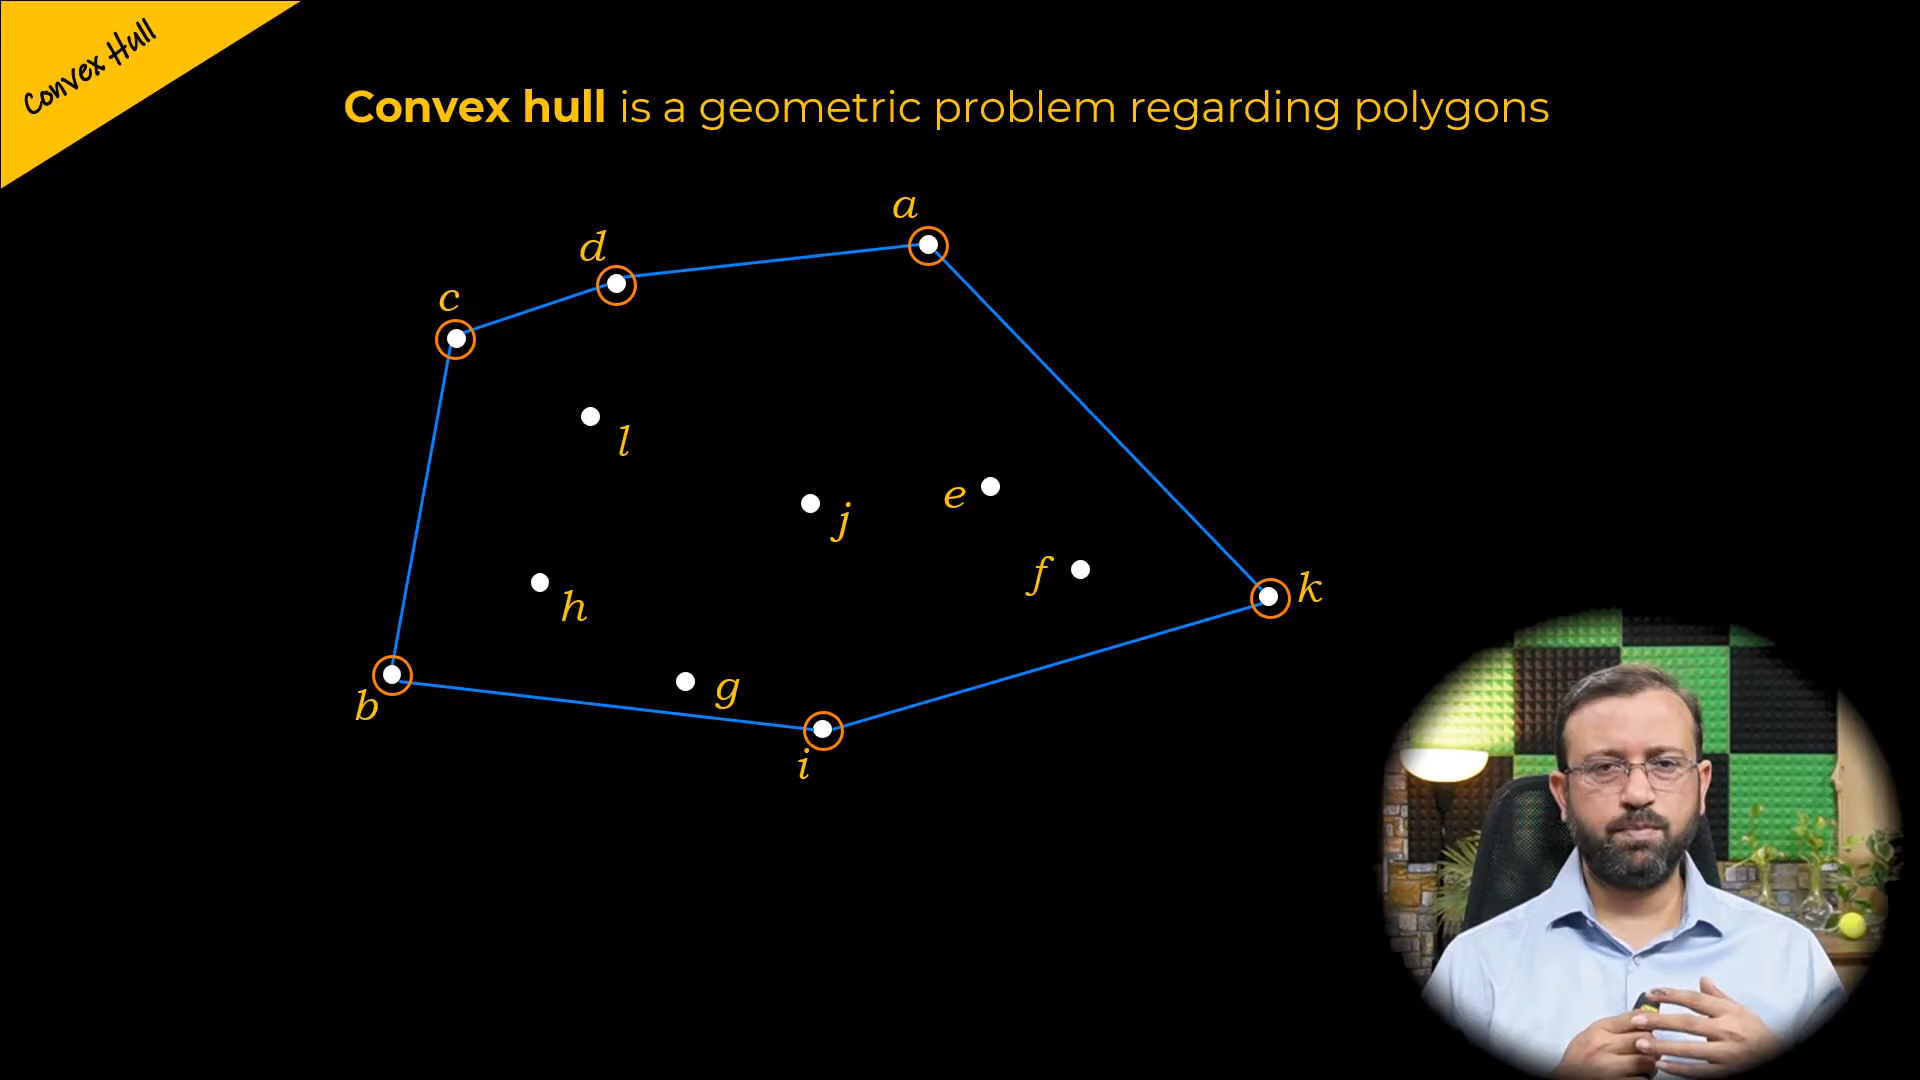 Convex Hull
Convex hull is a geometric problem regarding polygons
a
d
c
l
e
j
f
k
h
g
b
i